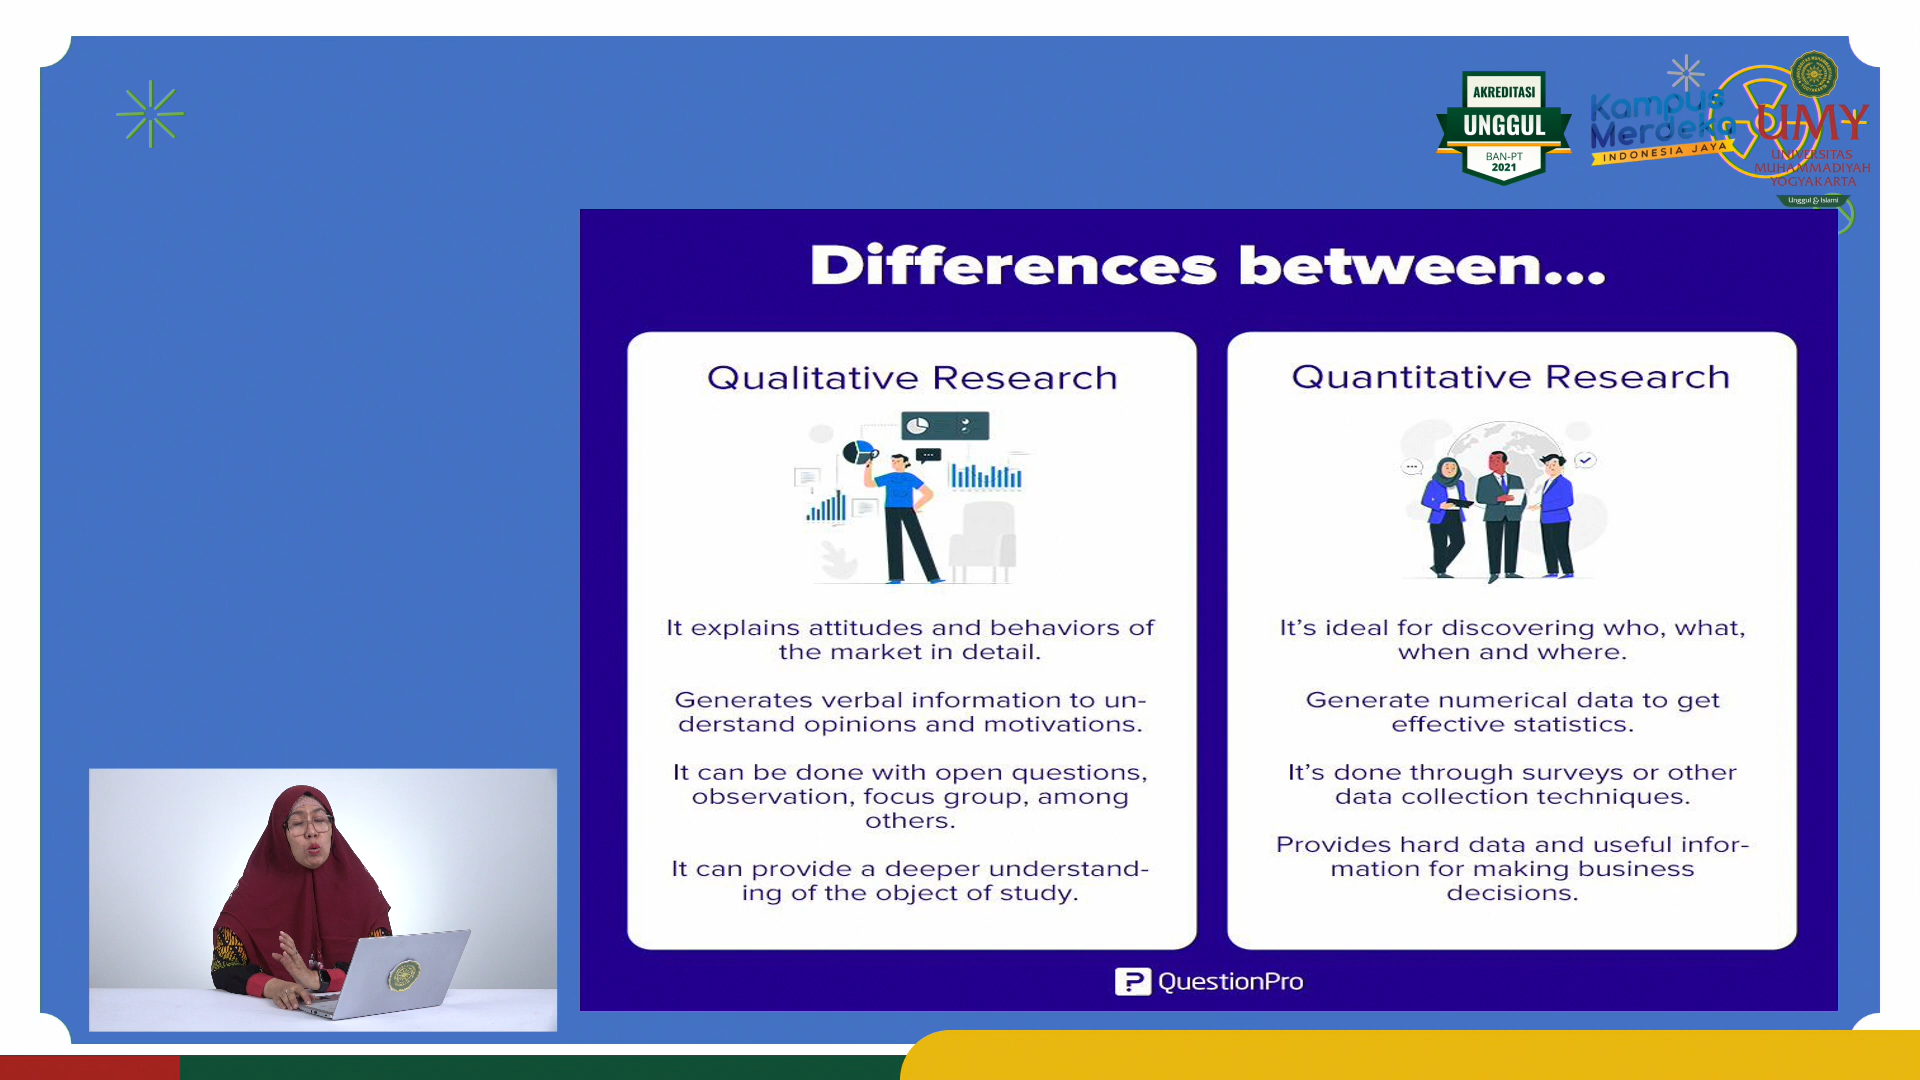 AKREDITASI
UNGGUL
BAN-PT
2021
Kampus
Merdeka
INDONESIA JAYA
UMY
UNIVERSITAS
MUHAMMADIYAH
YOGYAKARTA
Unggul & Islami
Differences between...
Qualitative Research
It explains attitudes and behaviors of
the market in detail.
Generates verbal information to un-
derstand opinions and motivations.
It can be done with open questions,
observation, focus group, among
others.
It can provide a deeper understand-
ing of the object of study.
Quantitative Research
It's ideal for discovering who, what,
when and where.
Generate numerical data to get
effective statistics.
It's done through surveys or other
data collection techniques.
Provides hard data and useful infor-
mation for making business
decisions.
QuestionPro